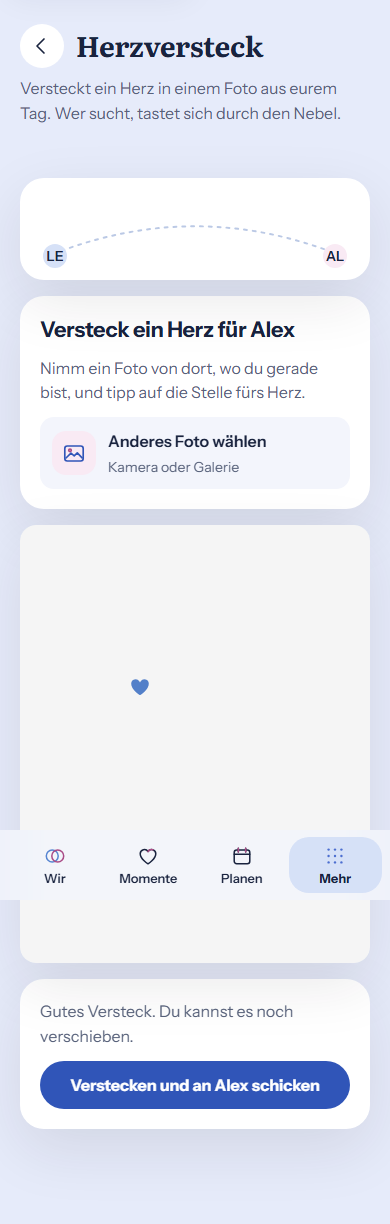 Herzversteck
Versteckt ein Herz in einem Foto aus eurem
Tag. Wer sucht, tastet sich durch den Nebel.
LE
AL
Versteck ein Herz für Alex
Nimm ein Foto von dort, wo du gerade
bist, und tipp auf die Stelle fürs Herz.
Anderes Foto wählen
Kamera oder Galerie
Wir
Momente
Planen
Mehr
Gutes Versteck. Du kannst es noch
verschieben.
Verstecken und an Alex schicken